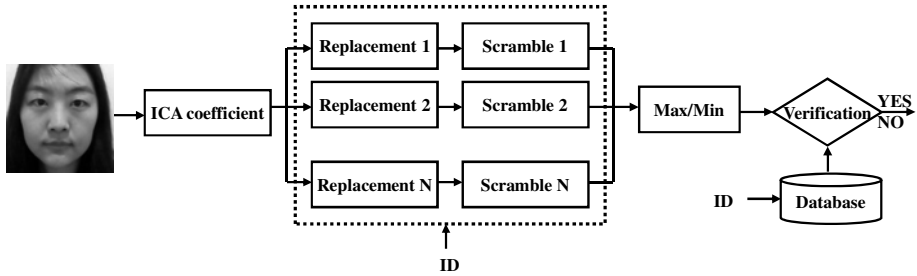 Replacement 1
Scramble 1
ICA coefficient
Replacement 2
Scramble 2
Max/Min
Verification
YES
NO
Replacement N
Scramble N
ID
Database
ID